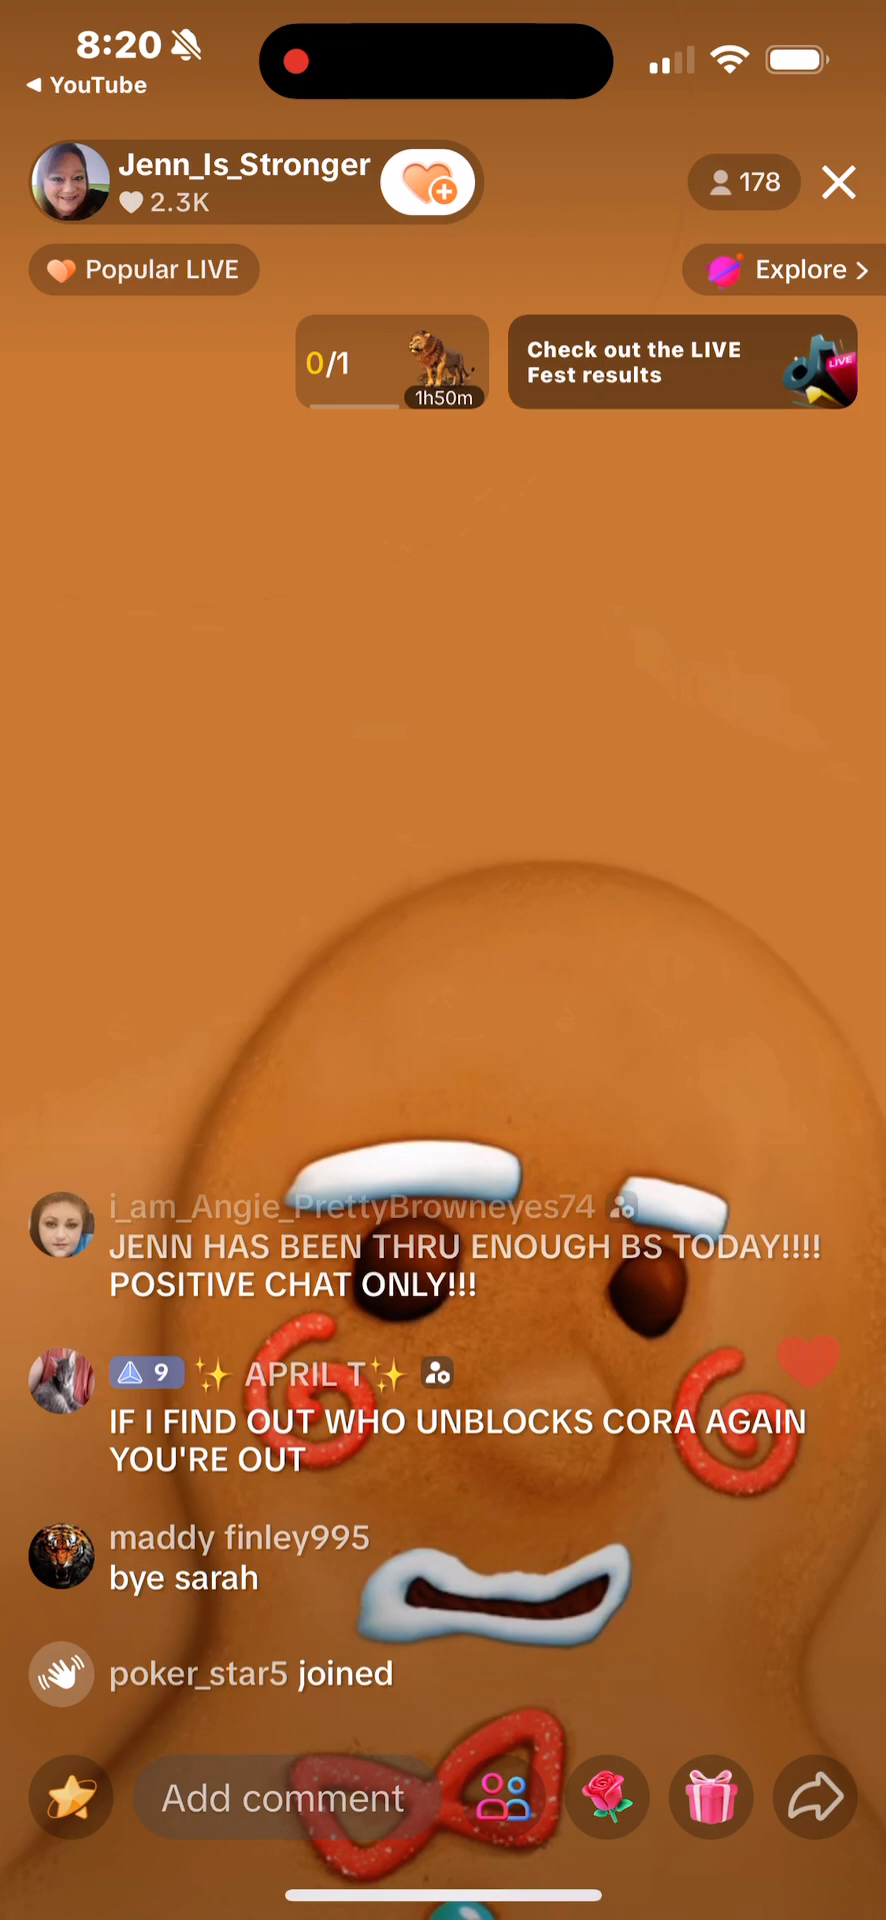 8:20
YouTube
Jenn_Is_Stronger
2.3K
178
Popular LIVE
Explore >
0/1
1h50m
Check out the LIVE
Fest results
LIVE
i_am_Angie_PrettyBrowneyes74
JENN HAS BEEN THRU ENOUGH BS TODAY!!!!
POSITIVE CHAT ONLY!!!
9 ✨ APRIL T✨
IF I FIND OUT WHO UNBLOCKS CORA AGAIN
YOU'RE OUT
maddy finley995
bye sarah
poker_star5 joined
Add comment